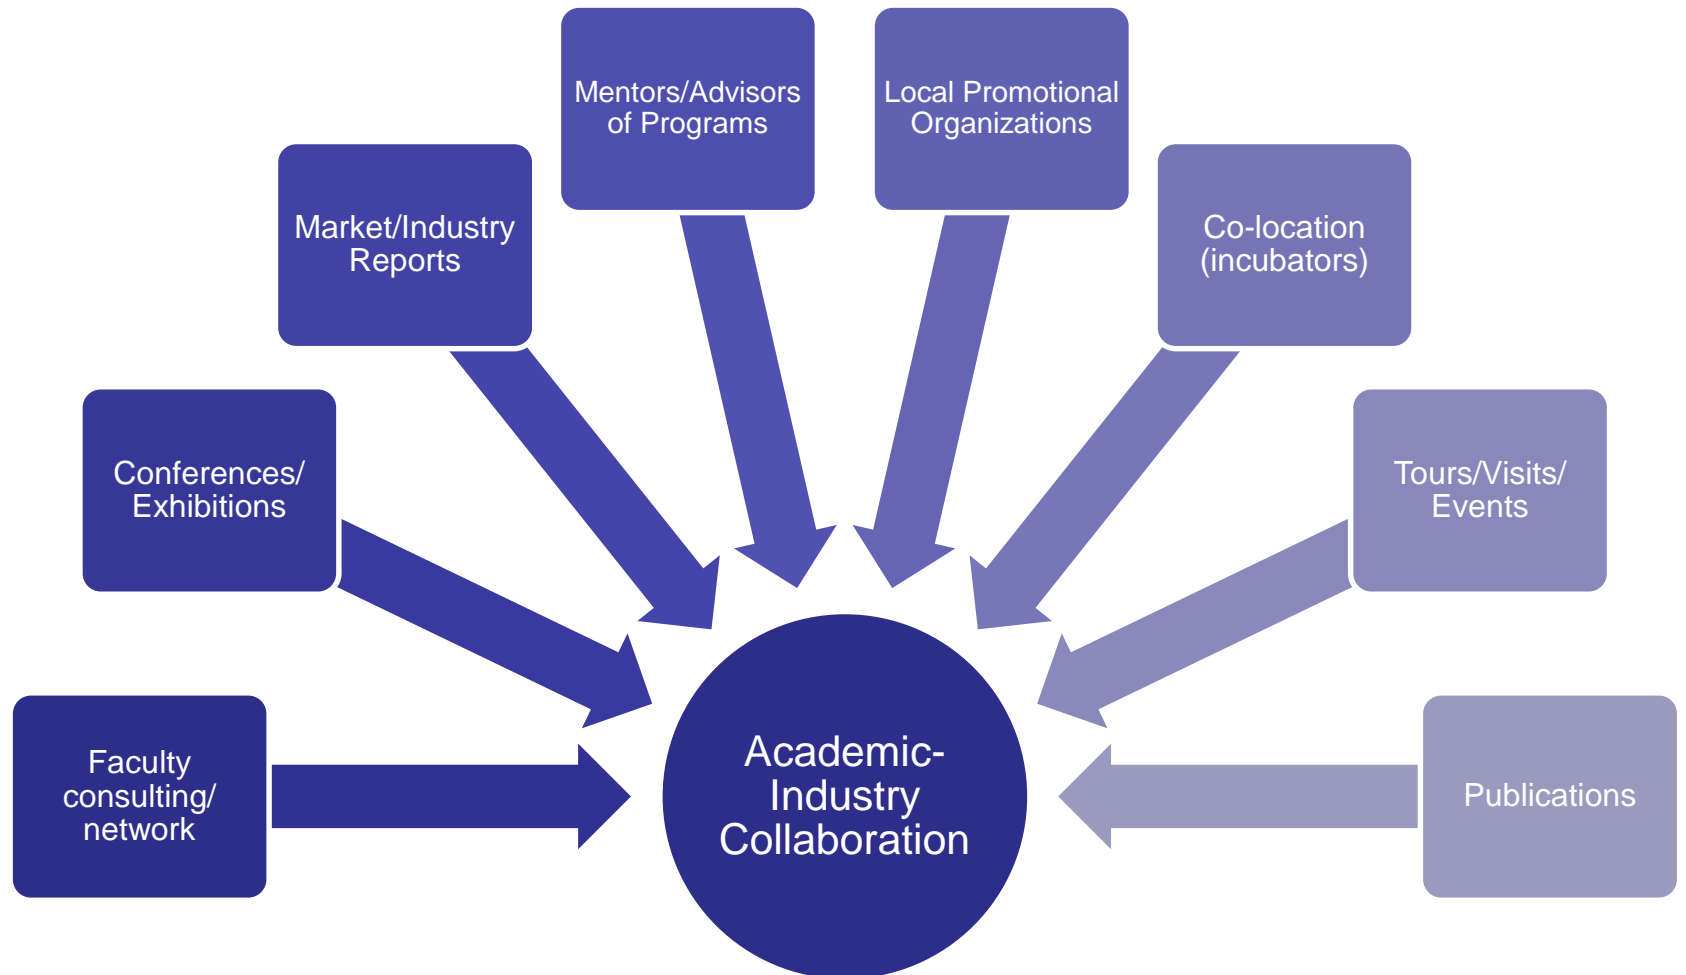 Mentors/Advisors
of Programs
Local Promotional
Organizations
Market/Industry
Reports
Co-location
(incubators)
Conferences/
Exhibitions
Tours/Visits/
Events
Faculty
consulting/
network
Academic-
Industry
Collaboration
Publications